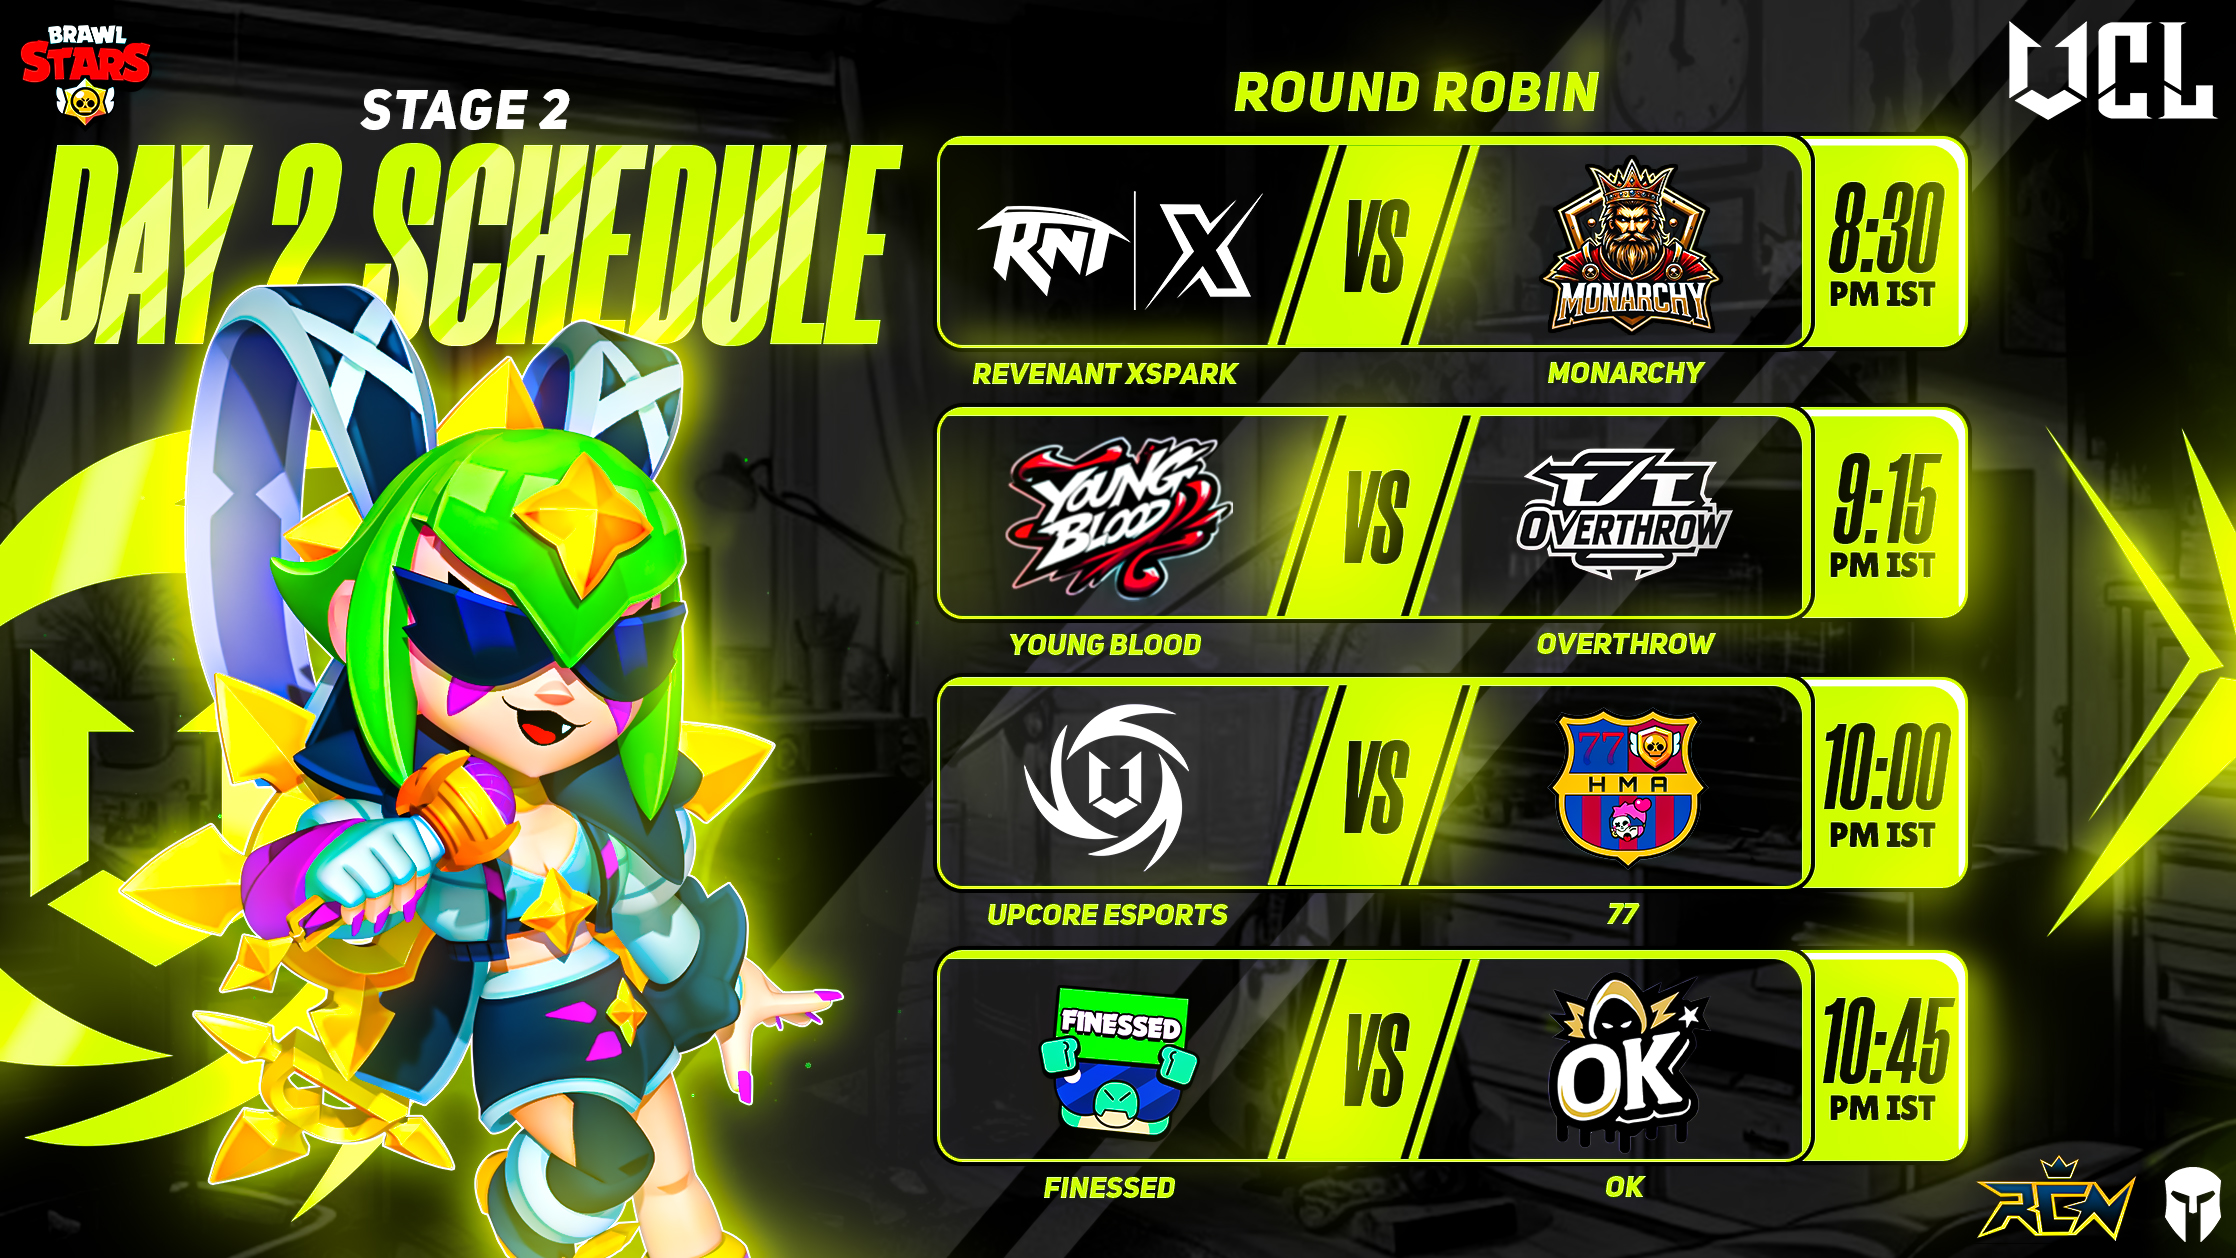 BRAWL
STARS
STAGE 2
DAY 2 SCHEDULE
ROUND ROBIN
UCL
RNT X
VS
MONARCHY
8:30
PM IST
REVENANT XSPARK
MONARCHY
YOUNG
BLOOD
VS
OVERTHROW
9:15
PM IST
YOUNG BLOOD
OVERTHROW
VS
77
HMA
10:00
PM IST
UPCORE ESPORTS
77
FINESSED
VS
OK
10:45
PM IST
FINESSED
OK
RCN